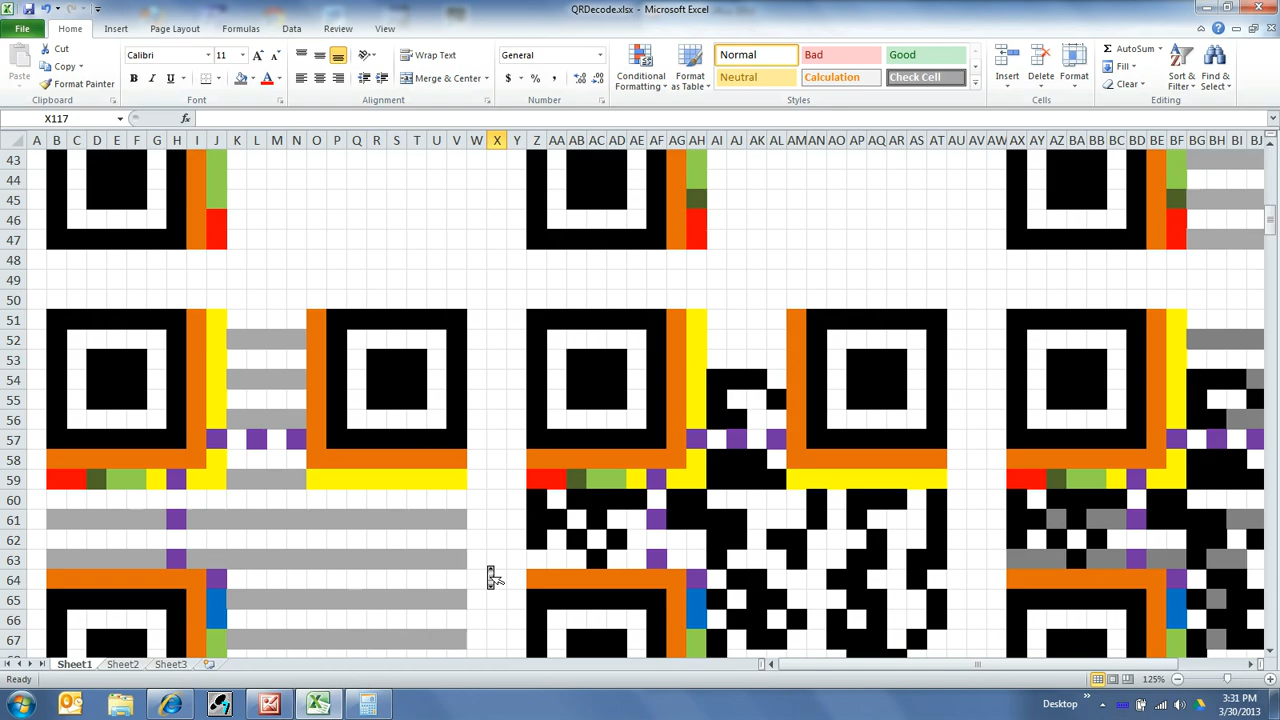 QRDecode.xlsx - Microsoft Excel
File Home Insert Page Layout Formulas Data Review View
Paste
Cut
Copy
Format Painter
Clipboard
Calibri 11
B I U
Font
Wrap Text
Merge & Center
Alignment
General
$ % ,
Number
Conditional Formatting
Format as Table
Normal Bad Good
Neutral Calculation Check Cell
Styles
Insert Delete Format
Cells
AutoSum
Fill
Clear
Sort & Filter
Find & Select
Editing
X117 fx
A B C D E F G H I J K L M N O P Q R S T U V W X Y Z AA AB AC AD AE AF AG AH AI AJ AK AL AM AN AO AP AQ AR AS AT AU AV AW AX AY AZ BA BB BC BD BE BF BG BH BI BJ
43
44
45
46
47
48
49
50
51
52
53
54
55
56
57
58
59
60
61
62
63
64
65
66
67
Sheet1 Sheet2 Sheet3
Ready 125%
Desktop
3:31 PM
3/30/2013